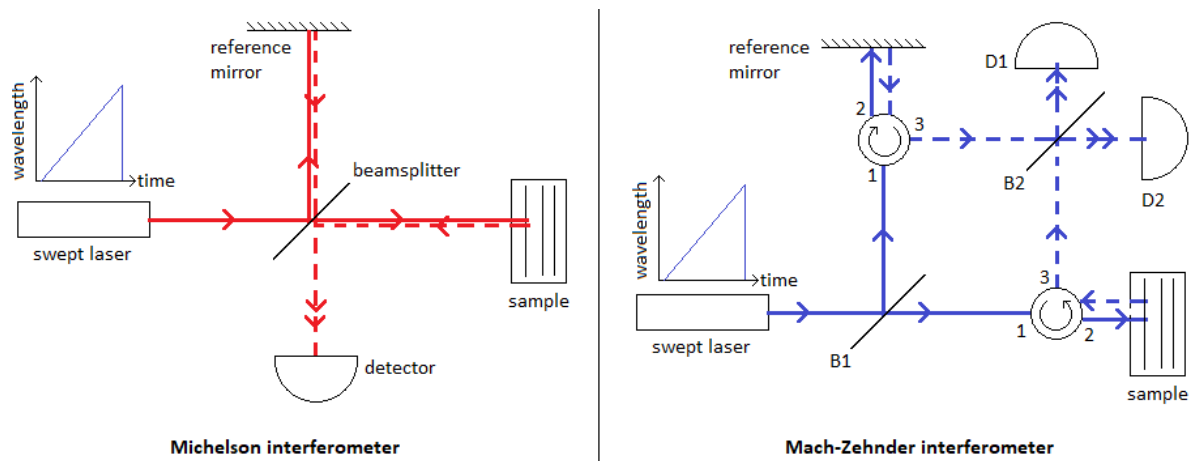 reference
mirror
wavelength
time
beamsplitter
swept laser
sample
detector
Michelson interferometer
reference
mirror
D1
2
3
1
B2
D2
wavelength
time
3
1
2
swept laser
B1
sample
Mach-Zehnder interferometer